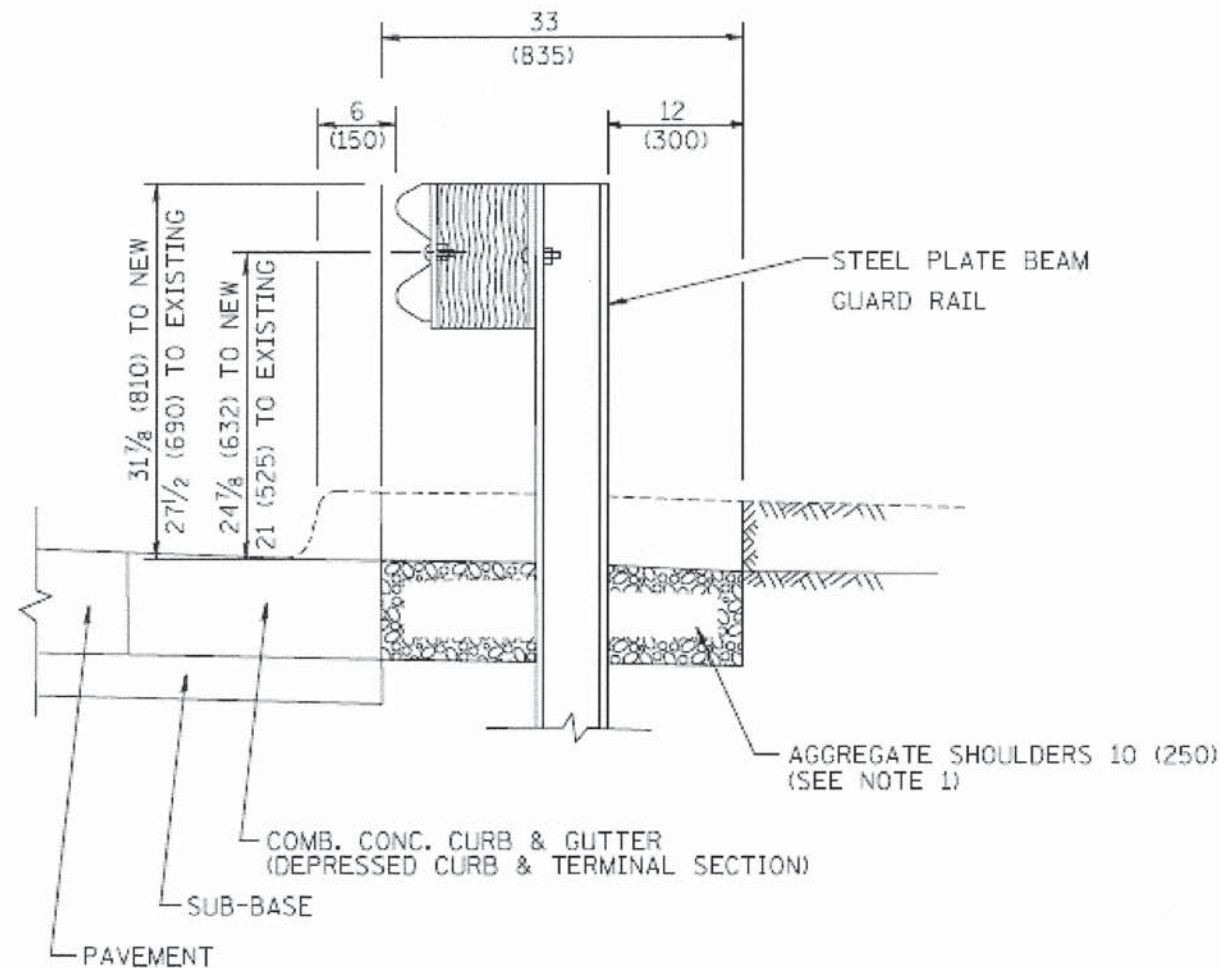 33
(835)
6
(150)
12
(300)
31⅞ (810) TO NEW
27½ (690) TO EXISTING
24⅞ (632) TO NEW
21 (525) TO EXISTING
STEEL PLATE BEAM
GUARD RAIL
AGGREGATE SHOULDERS 10 (250)
(SEE NOTE 1)
COMB. CONC. CURB & GUTTER
(DEPRESSED CURB & TERMINAL SECTION)
SUB-BASE
PAVEMENT